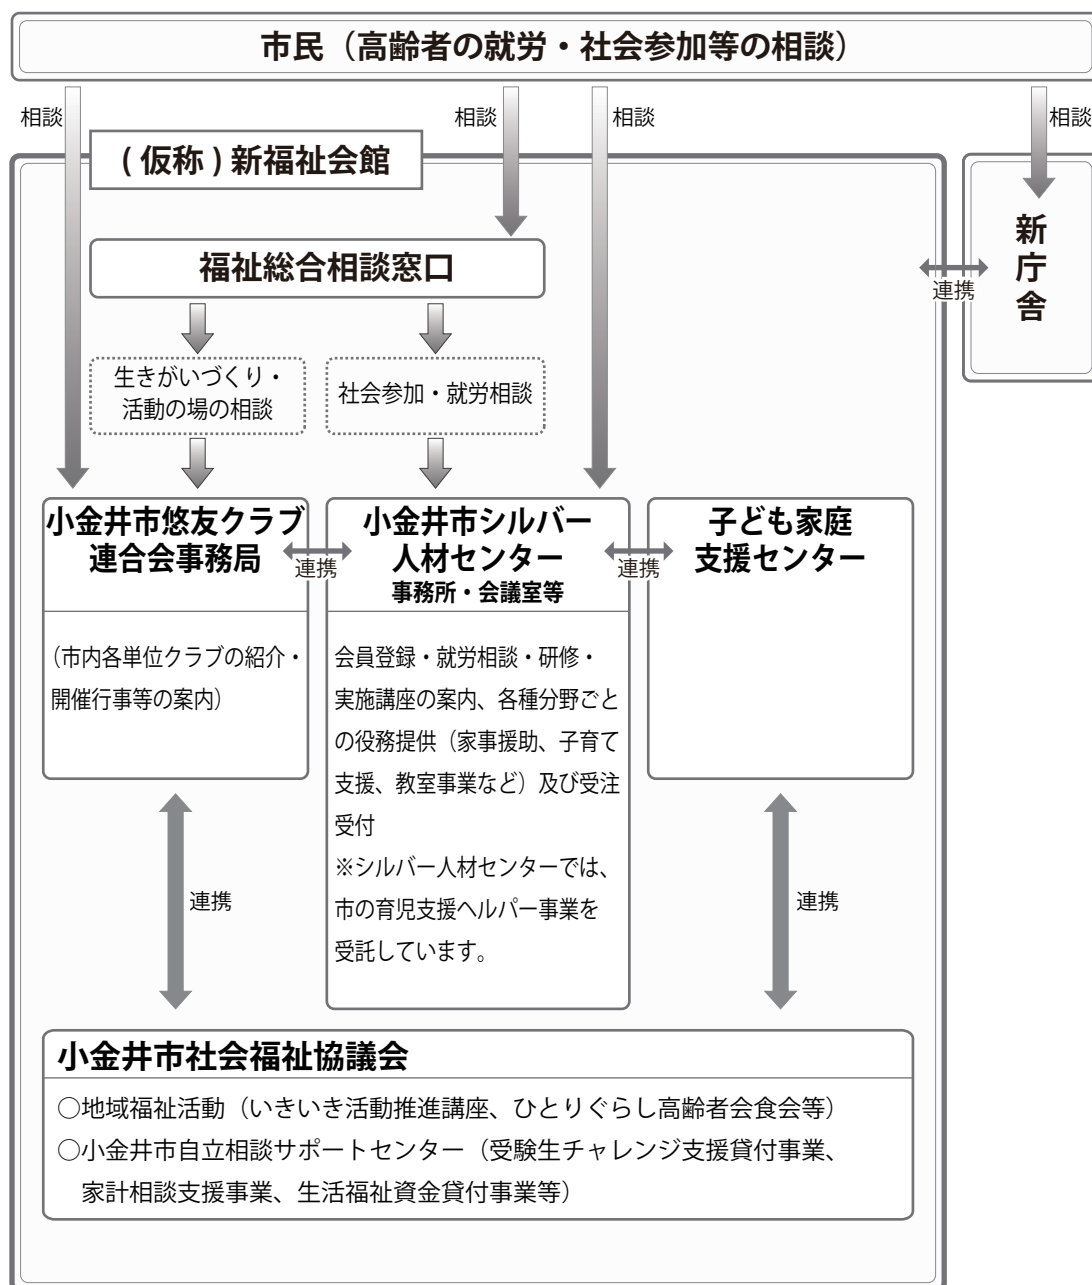 市民（高齢者の就労・社会参加等の相談）
相談
相談
相談
相談
( 仮称 ) 新福祉会館
福祉総合相談窓口
新庁舎
連携
生きがいづくり・
活動の場の相談
社会参加・就労相談
小金井市悠友クラブ
連合会事務局
連携
小金井市シルバー
人材センター
事務所・会議室等
連携
子ども家庭
支援センター
（市内各単位クラブの紹介・
開催行事等の案内）
会員登録・就労相談・研修・
実施講座の案内、各種分野ごと
の役務提供（家事援助、子育て
支援、教室事業など）及び受注
受付
※シルバー人材センターでは、
市の育児支援ヘルパー事業を
受託しています。
連携
連携
小金井市社会福祉協議会
○地域福祉活動（いきいき活動推進講座、ひとりぐらし高齢者会食会等）
○小金井市自立相談サポートセンター（受験生チャレンジ支援貸付事業、
家計相談支援事業、生活福祉資金貸付事業等）